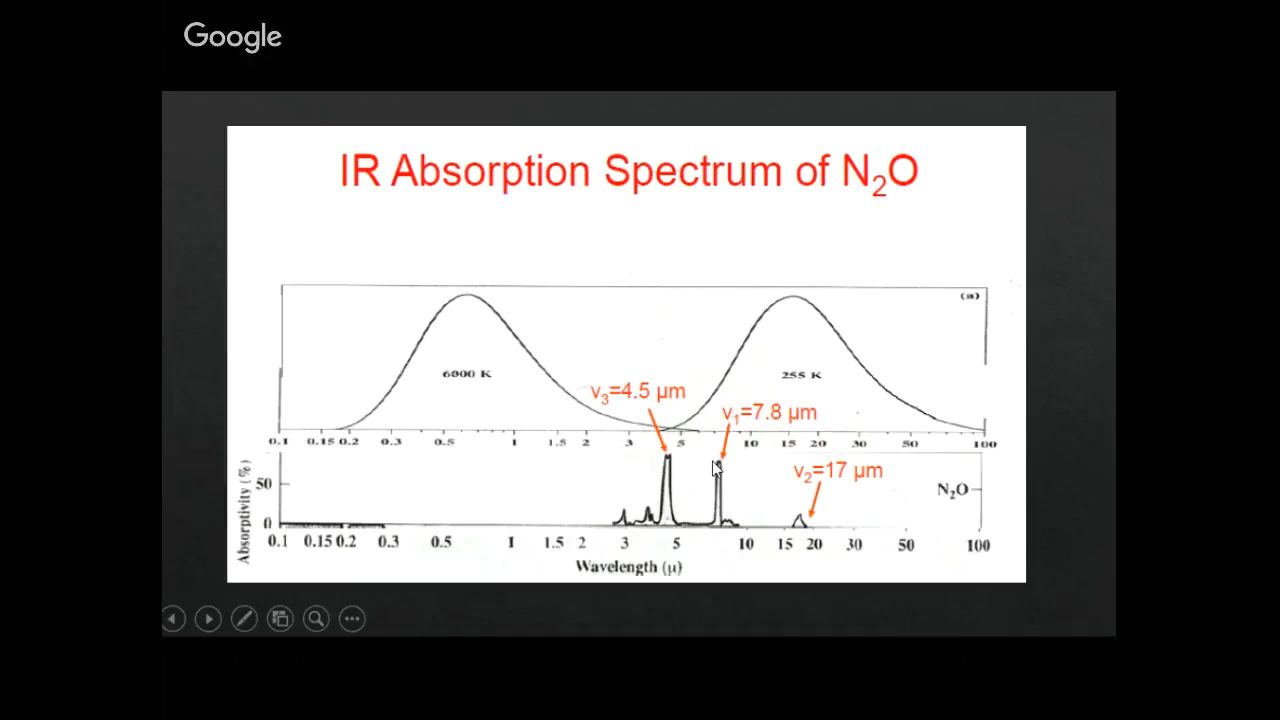 Google
IR Absorption Spectrum of N₂O
(a)
6000 K
255 K
ν₃=4.5 μm
ν₁=7.8 μm
0.1 0.15 0.2 0.3 0.5 1 1.5 2 3 5 10 15 20 30 50 100
ν₂=17 μm
Absorptivity (%)
50
0
N₂O
0.1 0.15 0.2 0.3 0.5 1 1.5 2 3 5 10 15 20 30 50 100
Wavelength (μ)